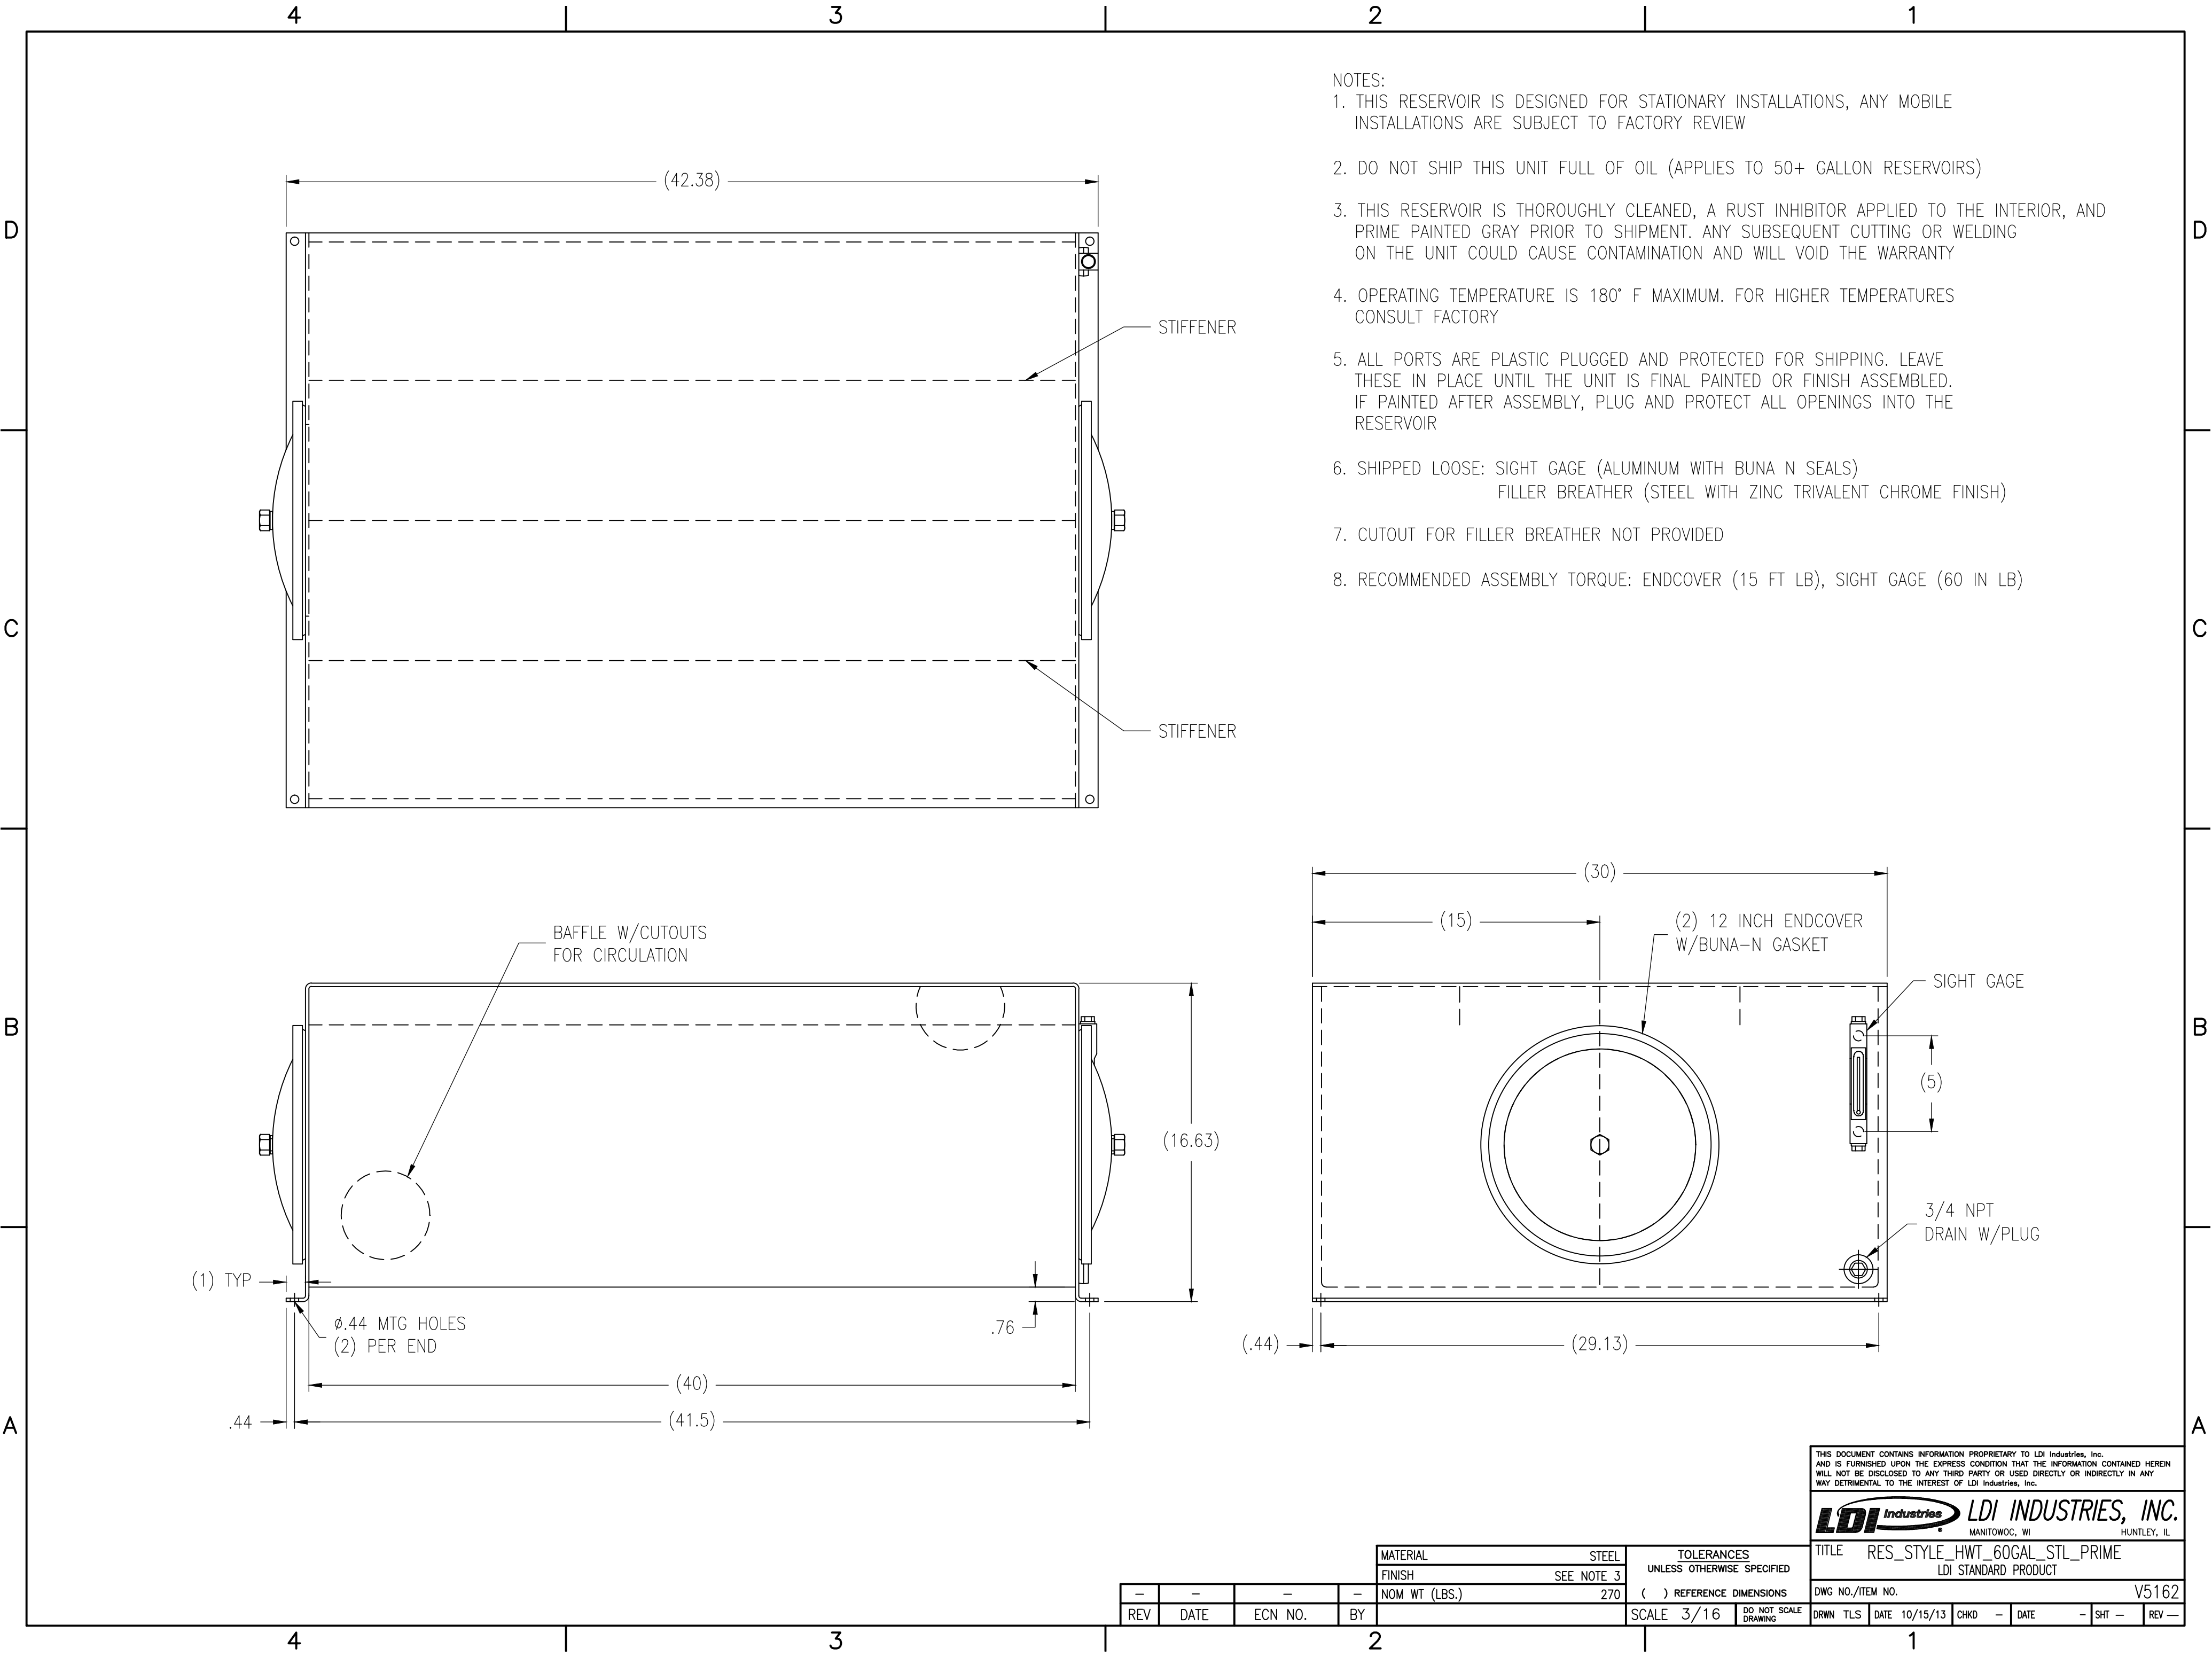 4 3 2 1
NOTES:
1. THIS RESERVOIR IS DESIGNED FOR STATIONARY INSTALLATIONS, ANY MOBILE
INSTALLATIONS ARE SUBJECT TO FACTORY REVIEW
2. DO NOT SHIP THIS UNIT FULL OF OIL (APPLIES TO 50+ GALLON RESERVOIRS)
3. THIS RESERVOIR IS THOROUGHLY CLEANED, A RUST INHIBITOR APPLIED TO THE INTERIOR, AND
PRIME PAINTED GRAY PRIOR TO SHIPMENT. ANY SUBSEQUENT CUTTING OR WELDING
ON THE UNIT COULD CAUSE CONTAMINATION AND WILL VOID THE WARRANTY
4. OPERATING TEMPERATURE IS 180° F MAXIMUM. FOR HIGHER TEMPERATURES
CONSULT FACTORY
5. ALL PORTS ARE PLASTIC PLUGGED AND PROTECTED FOR SHIPPING. LEAVE
THESE IN PLACE UNTIL THE UNIT IS FINAL PAINTED OR FINISH ASSEMBLED.
IF PAINTED AFTER ASSEMBLY, PLUG AND PROTECT ALL OPENINGS INTO THE
RESERVOIR
6. SHIPPED LOOSE: SIGHT GAGE (ALUMINUM WITH BUNA N SEALS)
FILLER BREATHER (STEEL WITH ZINC TRIVALENT CHROME FINISH)
7. CUTOUT FOR FILLER BREATHER NOT PROVIDED
8. RECOMMENDED ASSEMBLY TORQUE: ENDCOVER (15 FT LB), SIGHT GAGE (60 IN LB)
(42.38)
D D
STIFFENER
C C
STIFFENER
BAFFLE W/CUTOUTS
FOR CIRCULATION
(16.63)
(1) TYP
ø.44 MTG HOLES
(2) PER END
.76
(40)
.44
(41.5)
(30)
(15)
(2) 12 INCH ENDCOVER
W/BUNA-N GASKET
SIGHT GAGE
B B
(5)
3/4 NPT
DRAIN W/PLUG
(.44)
(29.13)
A A
THIS DOCUMENT CONTAINS INFORMATION PROPRIETARY TO LDI Industries, Inc.
AND IS FURNISHED UPON THE EXPRESS CONDITION THAT THE INFORMATION CONTAINED HEREIN
WILL NOT BE DISCLOSED TO ANY THIRD PARTY OR USED DIRECTLY OR INDIRECTLY IN ANY
WAY DETRIMENTAL TO THE INTEREST OF LDI Industries, Inc.
LDI Industries ® LDI INDUSTRIES, INC.
MANITOWOC, WI HUNTLEY, IL
TITLE RES_STYLE_HWT_60GAL_STL_PRIME
LDI STANDARD PRODUCT
DWG NO./ITEM NO. V5162
DRWN TLS DATE 10/15/13 CHKD – DATE – SHT – REV –
MATERIAL STEEL
FINISH SEE NOTE 3
NOM WT (LBS.) 270
TOLERANCES
UNLESS OTHERWISE SPECIFIED
( ) REFERENCE DIMENSIONS
SCALE 3/16 DO NOT SCALE
DRAWING
– – – –
REV DATE ECN NO. BY
4 3 2 1